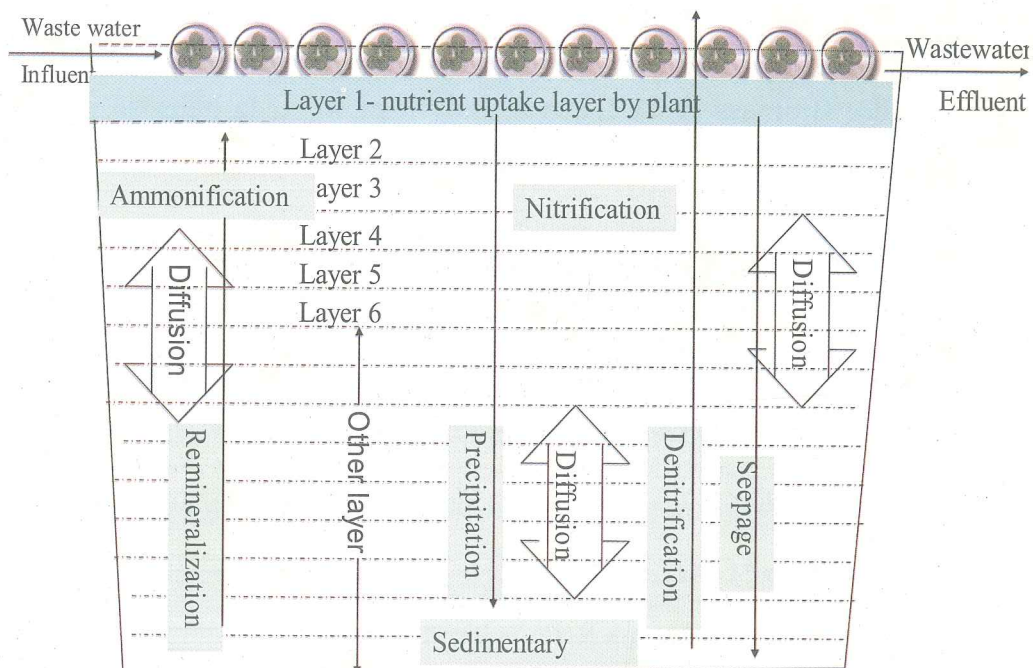 Waste water
Influent
Wastewater
Effluent
Layer 1- nutrient uptake layer by plant
Layer 2
Ammonification
ayer 3
Nitrification
Layer 4
Layer 5
Layer 6
Diffusion
Diffusion
Remineralization
Other layer
Precipitation
Diffusion
Denitrification
Seepage
Sedimentary